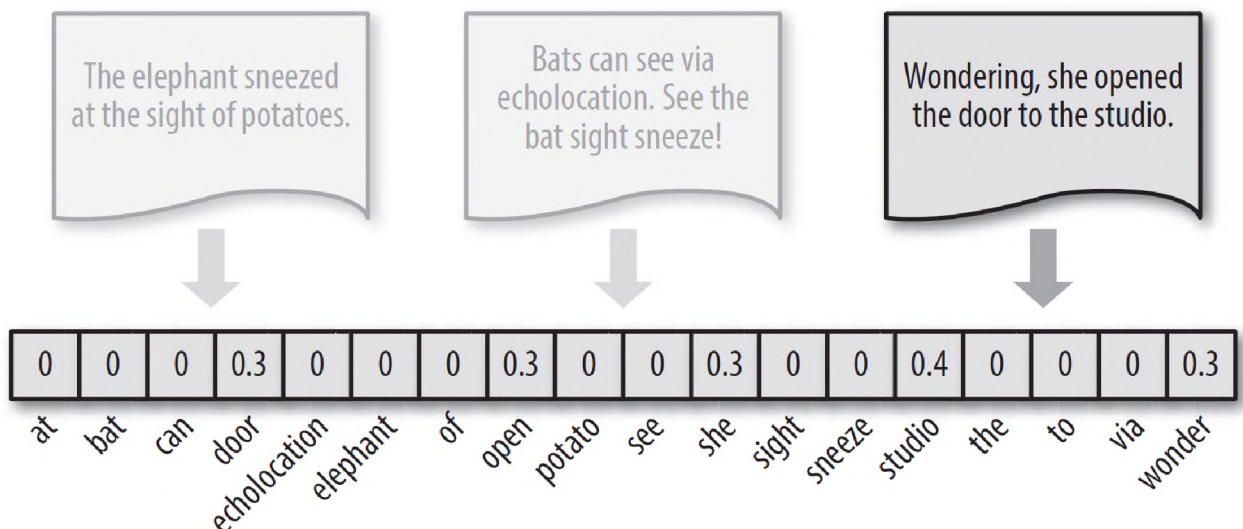 The elephant sneezed
at the sight of potatoes.
Bats can see via
echolocation. See the
bat sight sneeze!
Wondering, she opened
the door to the studio.
0 0 0 0.3 0 0 0 0.3 0 0 0.3 0 0 0.4 0 0 0 0.3
at bat can door echolocation elephant of open potato see she sight sneeze studio the to via wonder